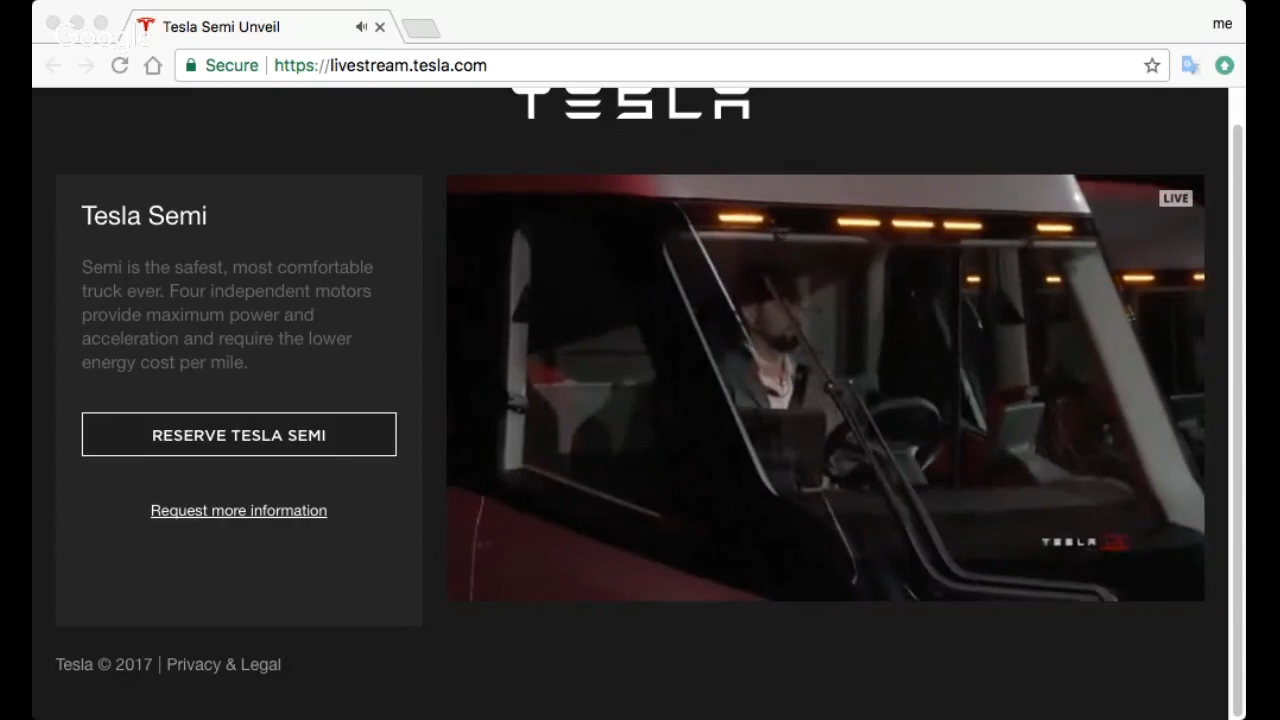 Tesla Semi Unveil
me
Google
Secure
https://livestream.tesla.com
TESLA
Tesla Semi
Semi is the safest, most comfortable
truck ever. Four independent motors
provide maximum power and
acceleration and require the lower
energy cost per mile.
RESERVE TESLA SEMI
Request more information
LIVE
TESLA
Tesla © 2017 | Privacy & Legal